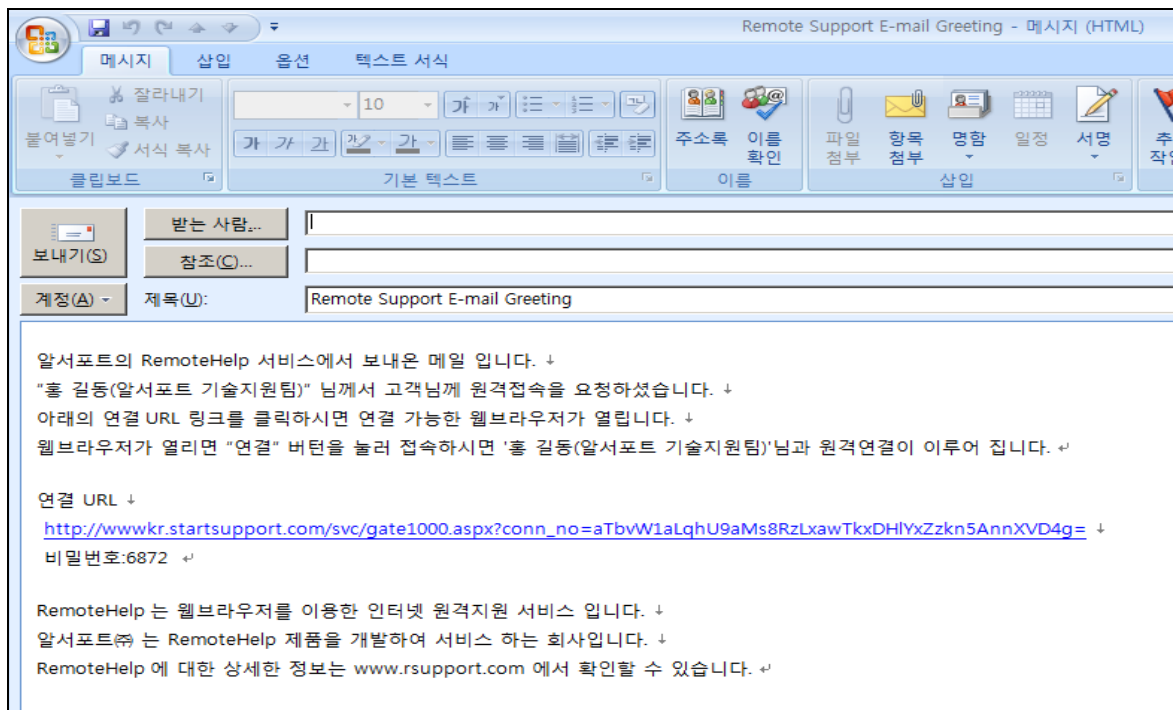 Remote Support E-mail Greeting - 메시지 (HTML)
메시지 삽입 옵션 텍스트 서식
붙여넣기 잘라내기 복사 서식 복사
10
가 가 가 가 가
주소록 이름 확인 파일 첨부 항목 첨부 명함 일정 서명
클립보드 기본 텍스트 이름 삽입
보내기(S) 받는 사람...
참조(C)...
계정(A) 제목(U): Remote Support E-mail Greeting
알서포트의 RemoteHelp 서비스에서 보내온 메일 입니다. ↓
"홍 길동(알서포트 기술지원팀)" 님께서 고객님께 원격접속을 요청하셨습니다. ↓
아래의 연결 URL 링크를 클릭하시면 연결 가능한 웹브라우저가 열립니다. ↓
웹브라우저가 열리면 "연결" 버턴을 눌러 접속하시면 '홍 길동(알서포트 기술지원팀)'님과 원격연결이 이루어 집니다. ↵
연결 URL ↓
http://wwwkr.startsupport.com/svc/gate1000.aspx?conn_no=aTbvW1aLqhU9aMs8RzLxawTkxDHlYxZzkn5AnnXVD4g= ↓
비밀번호:6872 ↵
RemoteHelp 는 웹브라우저를 이용한 인터넷 원격지원 서비스 입니다. ↓
알서포트㈜ 는 RemoteHelp 제품을 개발하여 서비스 하는 회사입니다. ↓
RemoteHelp 에 대한 상세한 정보는 www.rsupport.com 에서 확인할 수 있습니다. ↵